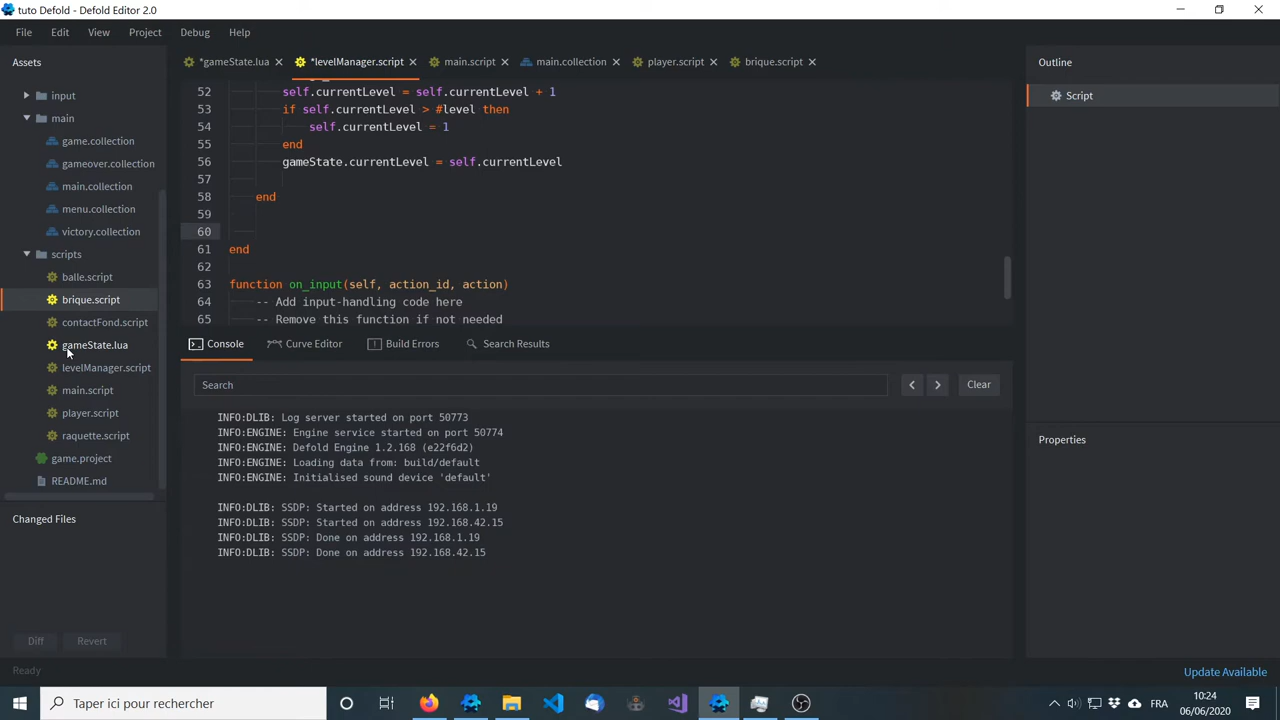 tuto Defold - Defold Editor 2.0
File Edit View Project Debug Help
Assets
input
main
game.collection
gameover.collection
main.collection
menu.collection
victory.collection
scripts
balle.script
brique.script
contactFond.script
gameState.lua
levelManager.script
main.script
player.script
raquette.script
game.project
README.md
Changed Files
Diff Revert
*gameState.lua *levelManager.script main.script main.collection player.script brique.script
52 self.currentLevel = self.currentLevel + 1
53 if self.currentLevel > #level then
54 self.currentLevel = 1
55 end
56 gameState.currentLevel = self.currentLevel
57
58 end
59
60
61 end
62
63 function on_input(self, action_id, action)
64 -- Add input-handling code here
65 -- Remove this function if not needed
Console Curve Editor Build Errors Search Results
Search Clear
INFO:DLIB: Log server started on port 50773
INFO:ENGINE: Engine service started on port 50774
INFO:ENGINE: Defold Engine 1.2.168 (e22f6d2)
INFO:ENGINE: Loading data from: build/default
INFO:ENGINE: Initialised sound device 'default'
INFO:DLIB: SSDP: Started on address 192.168.1.19
INFO:DLIB: SSDP: Started on address 192.168.42.15
INFO:DLIB: SSDP: Done on address 192.168.1.19
INFO:DLIB: SSDP: Done on address 192.168.42.15
Outline
Script
Properties
Ready
Update Available
Taper ici pour rechercher
FRA
10:24
06/06/2020